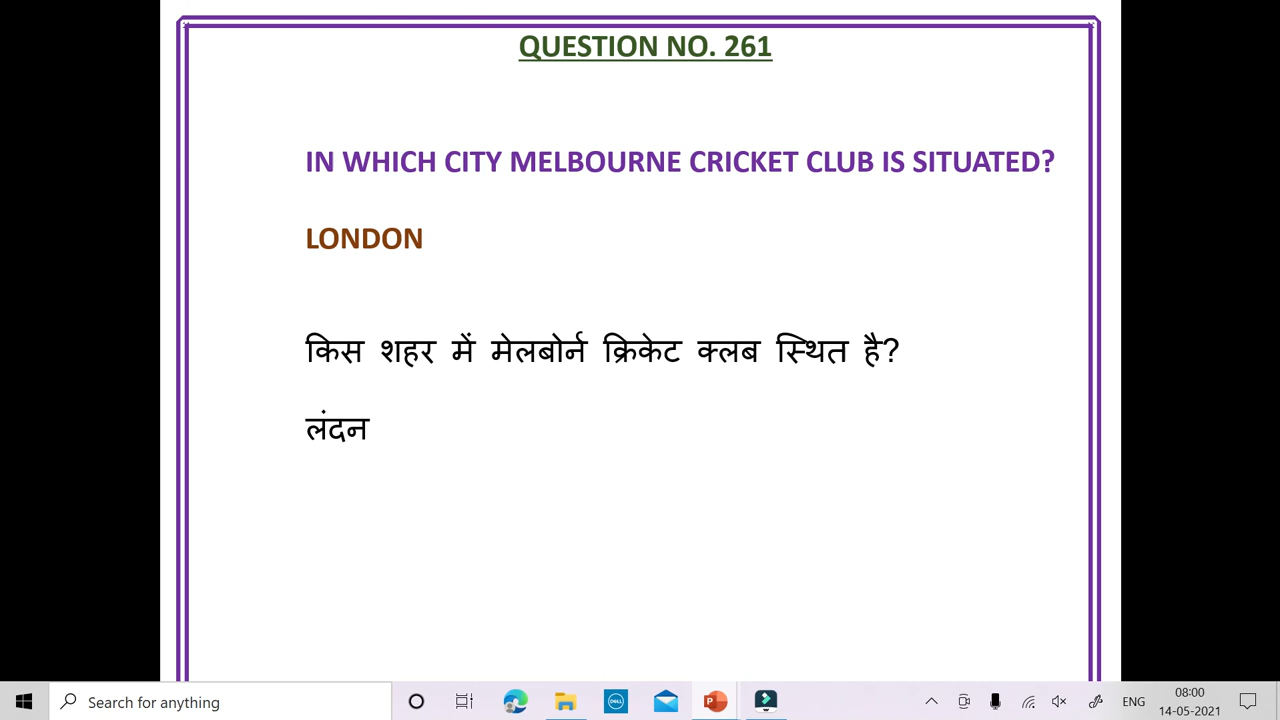 QUESTION NO. 261
IN WHICH CITY MELBOURNE CRICKET CLUB IS SITUATED?
LONDON
किस शहर में मेलबोर्न क्रिकेट क्लब स्थित है?
लंदन
Search for anything
DELL
P
ENG
08:00
14-05-2021